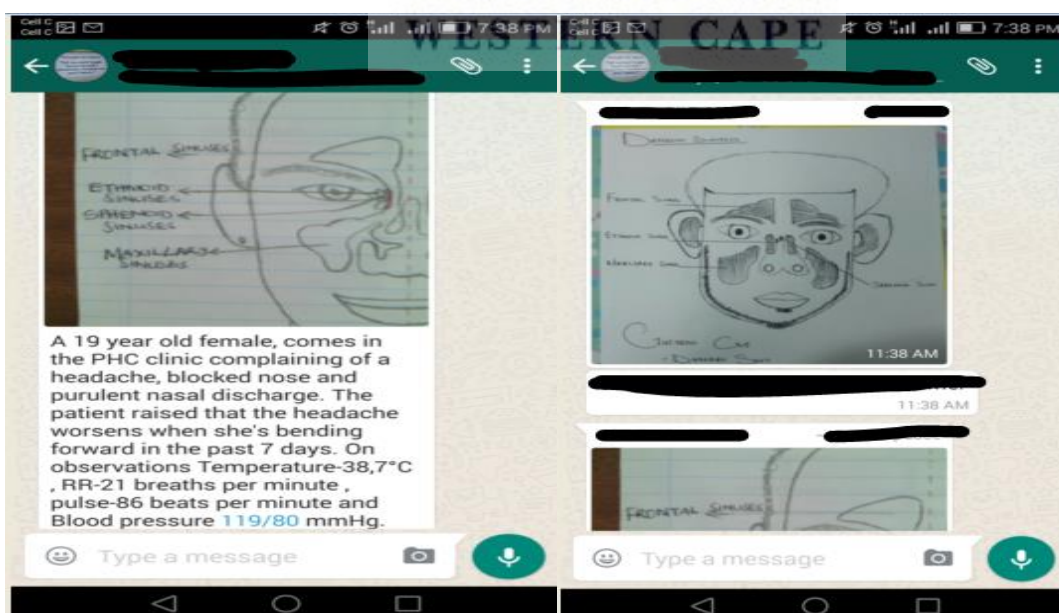 WESTERN CAPE
Cell C
Cell C
7:38 PM
FRONTAL SINUSES
ETHMOID
SINUSES
SPHENOID
SINUSES
MAXILLARY
SINUSES
A 19 year old female, comes in
the PHC clinic complaining of a
headache, blocked nose and
purulent nasal discharge. The
patient raised that the headache
worsens when she's bending
forward in the past 7 days. On
observations Temperature-38,7°C
, RR-21 breaths per minute ,
pulse-86 beats per minute and
Blood pressure 119/80 mmHg.
Type a message
Cell C
Cell C
7:38 PM
11:38 AM
11:38 AM
FRONTAL SINUSES
Type a message